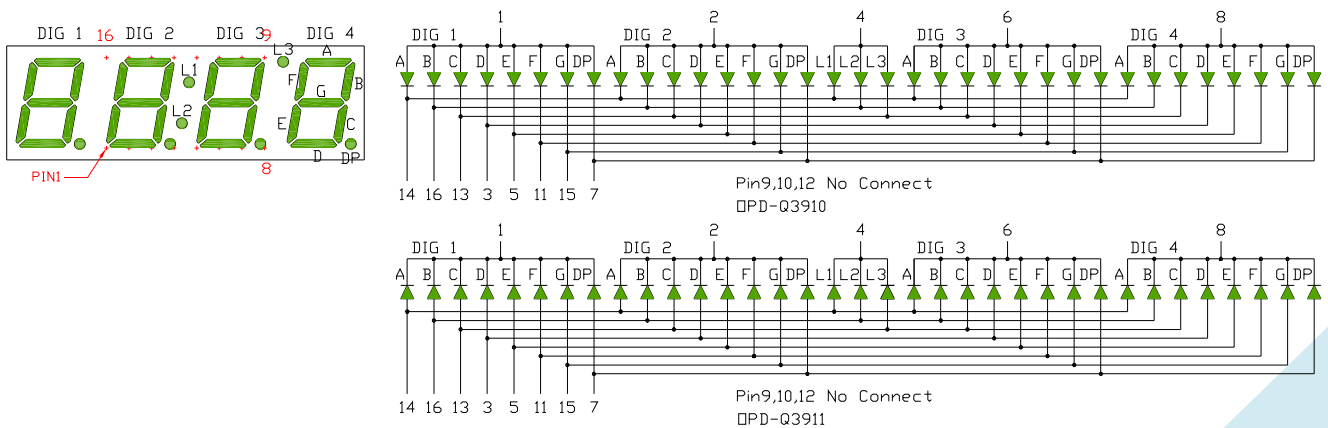 DIG 1 16 DIG 2 DIG 3 9 DIG 4
L3 A
L1 F B
G
L2 E C
D DP
PIN1 8
1 2 4 6 8
DIG 1 DIG 2 DIG 3 DIG 4
A B C D E F G DP A B C D E F G DP L1 L2 L3 A B C D E F G DP A B C D E F G DP
14 16 13 3 5 11 15 7
Pin9,10,12 No Connect
▯PD-Q3910
1 2 4 6 8
DIG 1 DIG 2 DIG 3 DIG 4
A B C D E F G DP A B C D E F G DP L1 L2 L3 A B C D E F G DP A B C D E F G DP
14 16 13 3 5 11 15 7
Pin9,10,12 No Connect
▯PD-Q3911